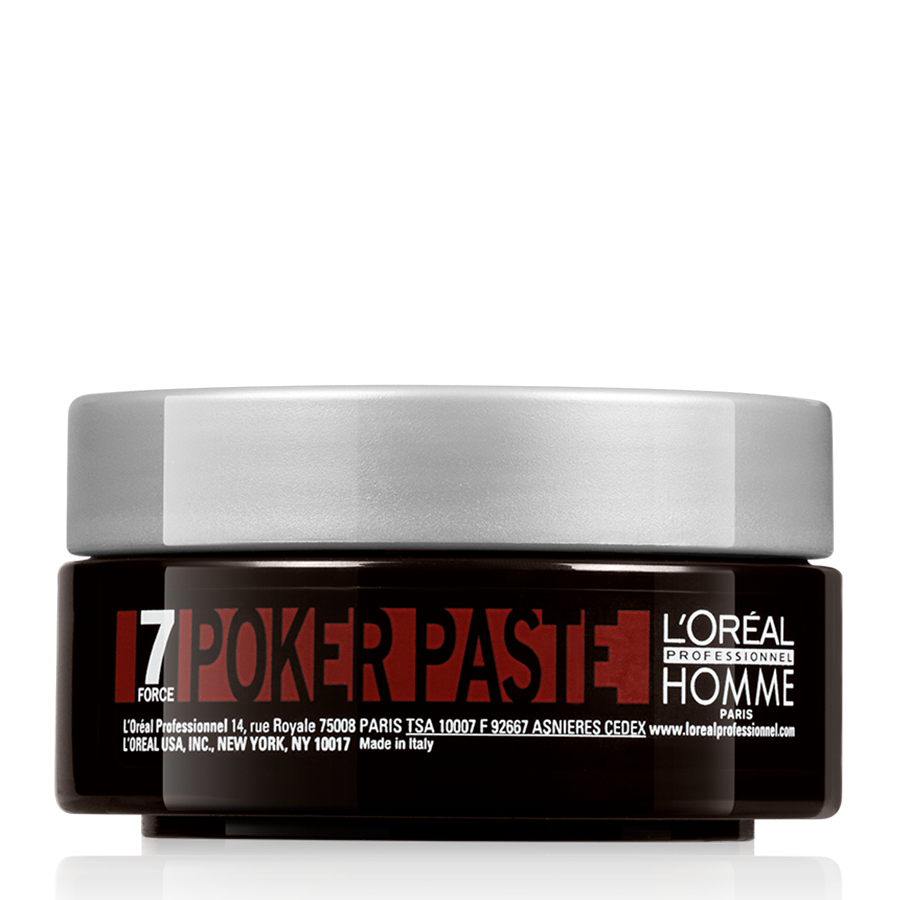 7
FORCE
POKER PASTE
L'ORÉAL
PROFESSIONNEL
HOMME
PARIS
L'Oréal Professionnel 14, rue Royale 75008 PARIS TSA 10007 F 92667 ASNIERES CEDEX www.lorealprofessionnel.com
L'OREAL USA, INC., NEW YORK, NY 10017 Made in Italy